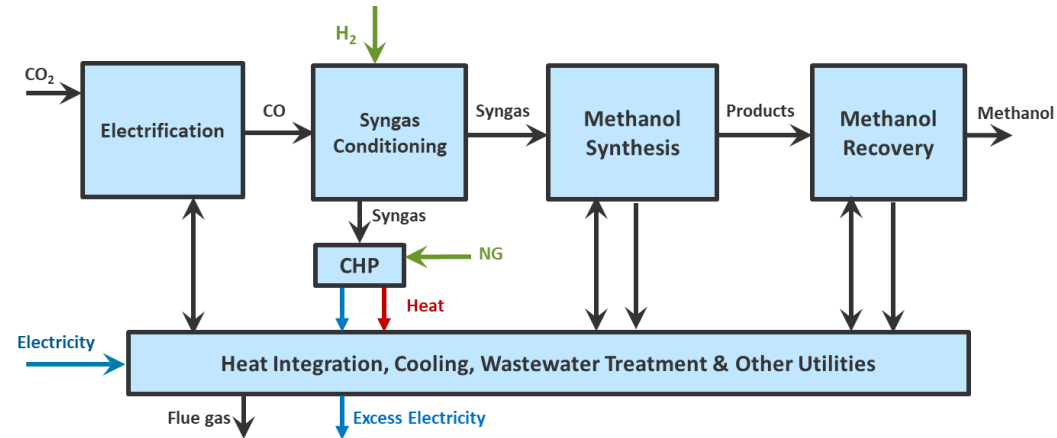 H2
CO2
Electrification
CO
Syngas
Conditioning
Syngas
Methanol
Synthesis
Products
Methanol
Recovery
Methanol
Syngas
CHP
NG
Heat
Electricity
Heat Integration, Cooling, Wastewater Treatment & Other Utilities
Flue gas
Excess Electricity